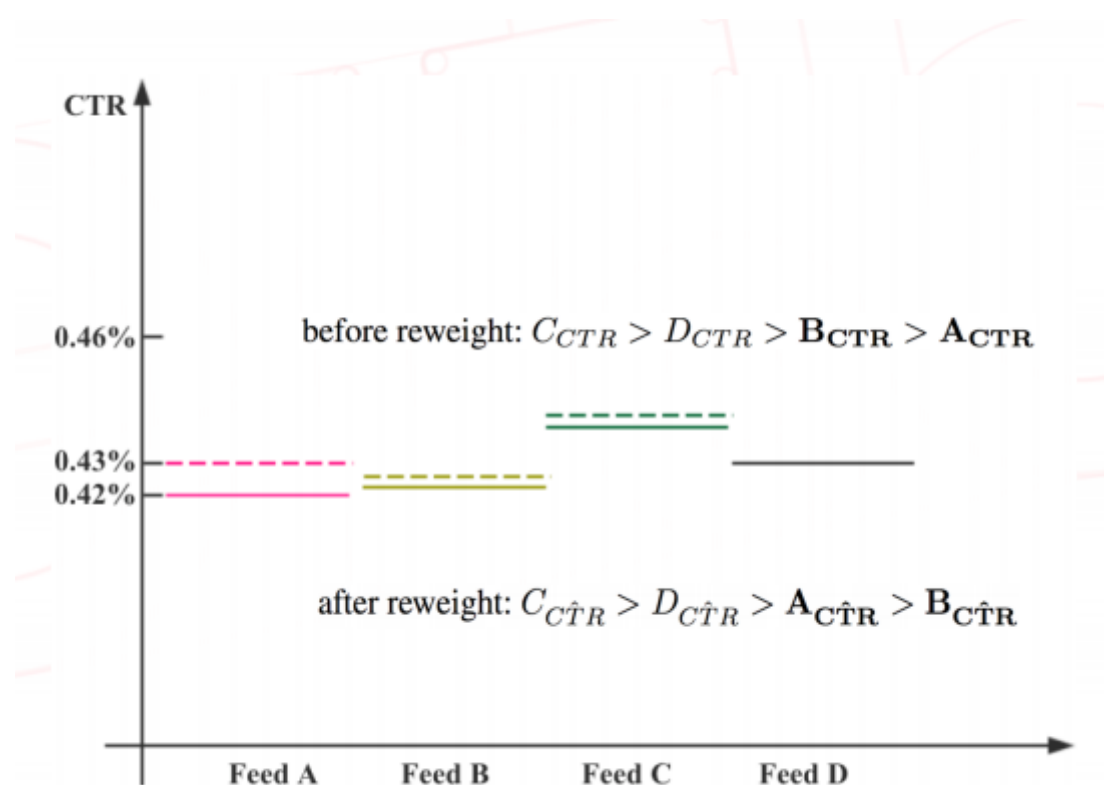 CTR
0.46%
before reweight: C_CTR > D_CTR > B_CTR > A_CTR
0.43%
0.42%
after reweight: C_CT̂R > D_CT̂R > A_CT̂R > B_CT̂R
Feed A Feed B Feed C Feed D